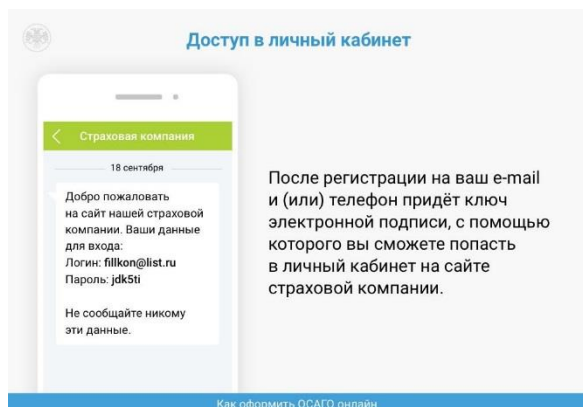 Доступ в личный кабинет
Страховая компания
18 сентября
Добро пожаловать
на сайт нашей страховой
компании. Ваши данные
для входа:
Логин: fillkon@list.ru
Пароль: jdk5ti
Не сообщайте никому
эти данные.
После регистрации на ваш e-mail
и (или) телефон придёт ключ
электронной подписи, с помощью
которого вы сможете попасть
в личный кабинет на сайте
страховой компании.
Как оформить ОСАГО онлайн